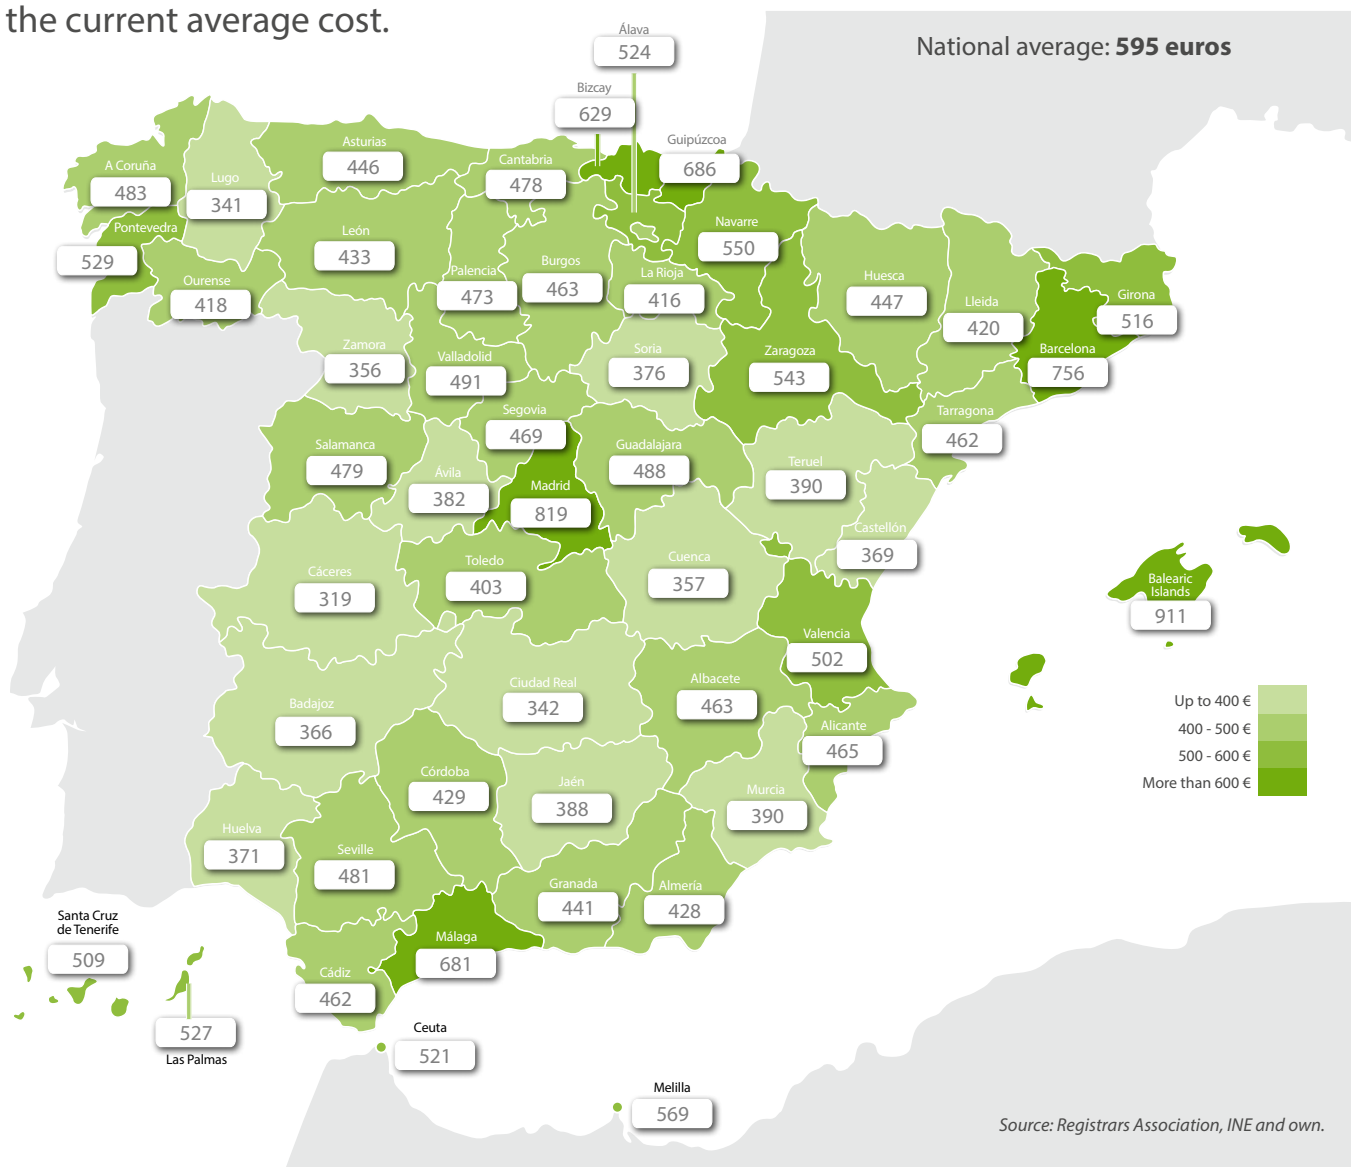 the current average cost.
National average: 595 euros
Álava
524
Bizcay
629
Guipúzcoa
686
Asturias
446
Cantabria
478
A Coruña
483
Lugo
341
Pontevedra
529
Ourense
418
León
433
Palencia
473
Burgos
463
La Rioja
416
Navarre
550
Huesca
447
Lleida
420
Girona
516
Barcelona
756
Zamora
356
Valladolid
491
Soria
376
Zaragoza
543
Tarragona
462
Segovia
469
Salamanca
479
Ávila
382
Madrid
819
Guadalajara
488
Teruel
390
Castellón
369
Cáceres
319
Toledo
403
Cuenca
357
Balearic
Islands
911
Valencia
502
Badajoz
366
Ciudad Real
342
Albacete
463
Alicante
465
Up to 400 €
400 - 500 €
500 - 600 €
More than 600 €
Córdoba
429
Jaén
388
Murcia
390
Huelva
371
Seville
481
Granada
441
Almería
428
Santa Cruz
de Tenerife
509
Málaga
681
Cádiz
462
527
Las Palmas
Ceuta
521
Melilla
569
Source: Registrars Association, INE and own.